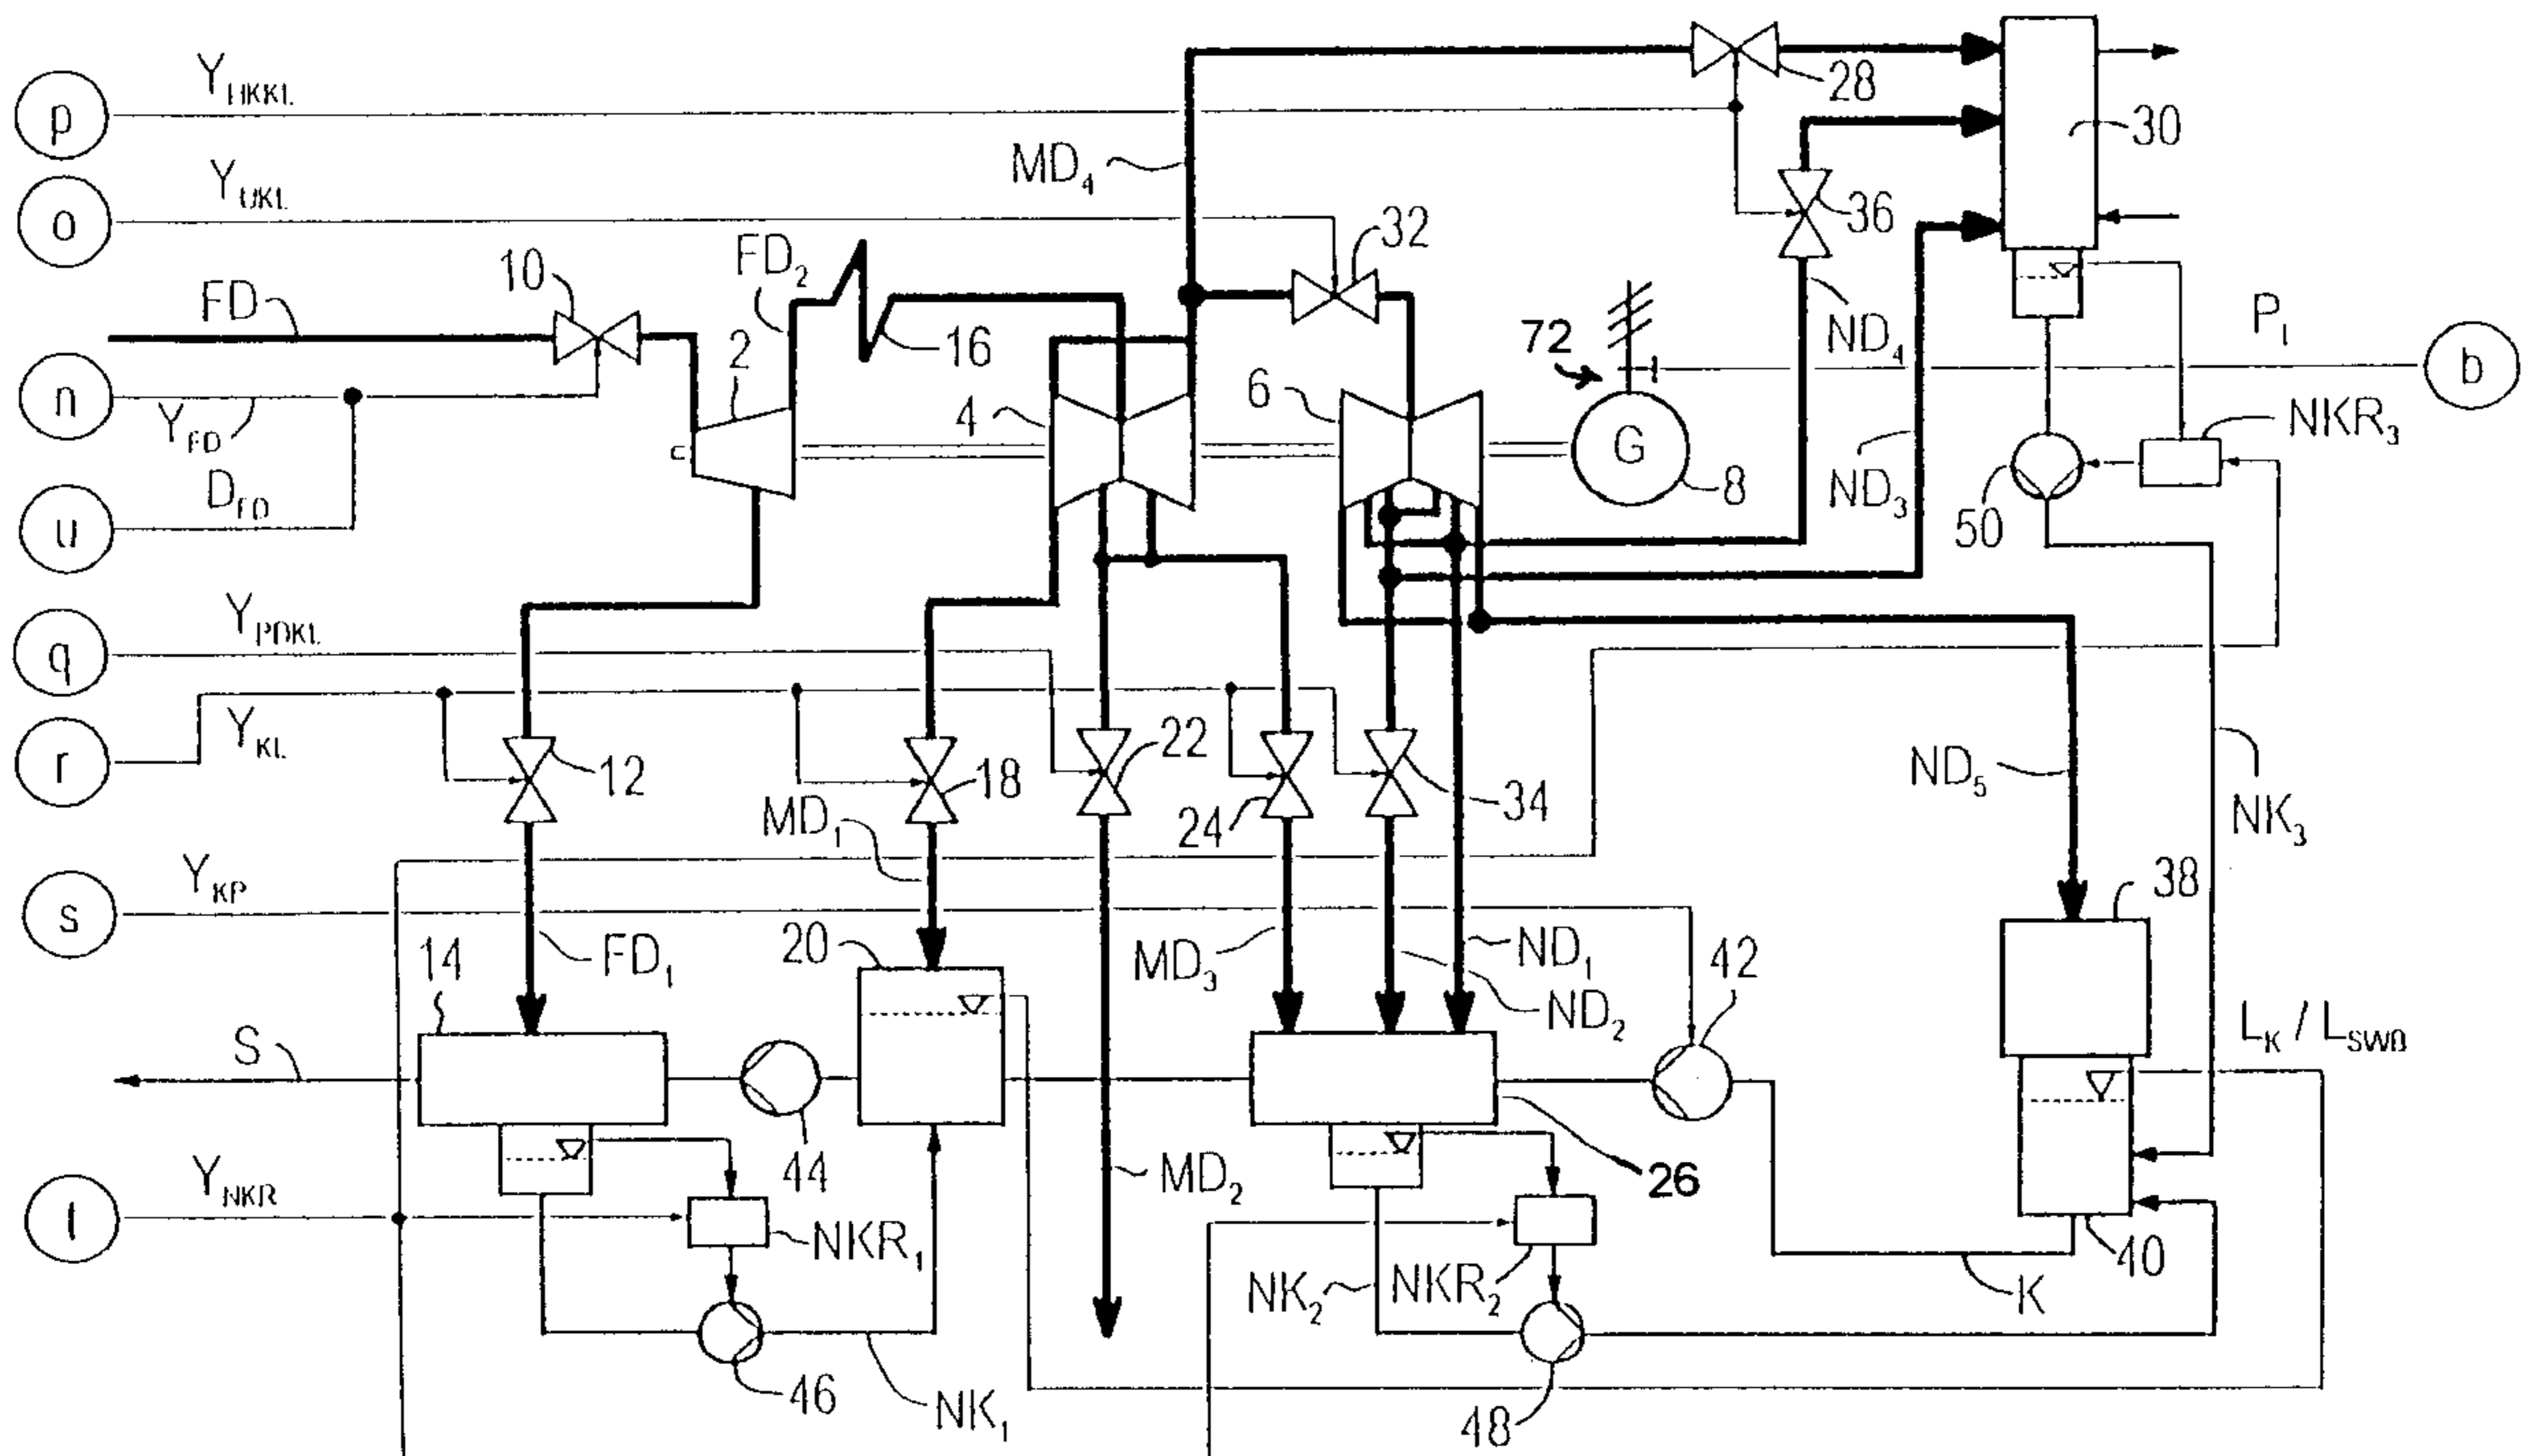 p
Y_HKKL
28
30
MD_4
o
Y_UKL
36
FD_2
32
10
FD
16
ND_4
P_1
72
b
n
Y_FD
2
4
6
G
8
NKR_3
ND_3
50
u
D_FD
q
Y_PDKL
r
Y_KL
12
18
22
24
34
MD_1
ND_5
NK_3
s
Y_KP
38
14
FD_1
20
MD_3
ND_1
ND_2
42
S
L_K / L_SWB
44
MD_2
26
t
Y_NKR
NKR_1
NK_2
NKR_2
40
K
46
NK_1
48